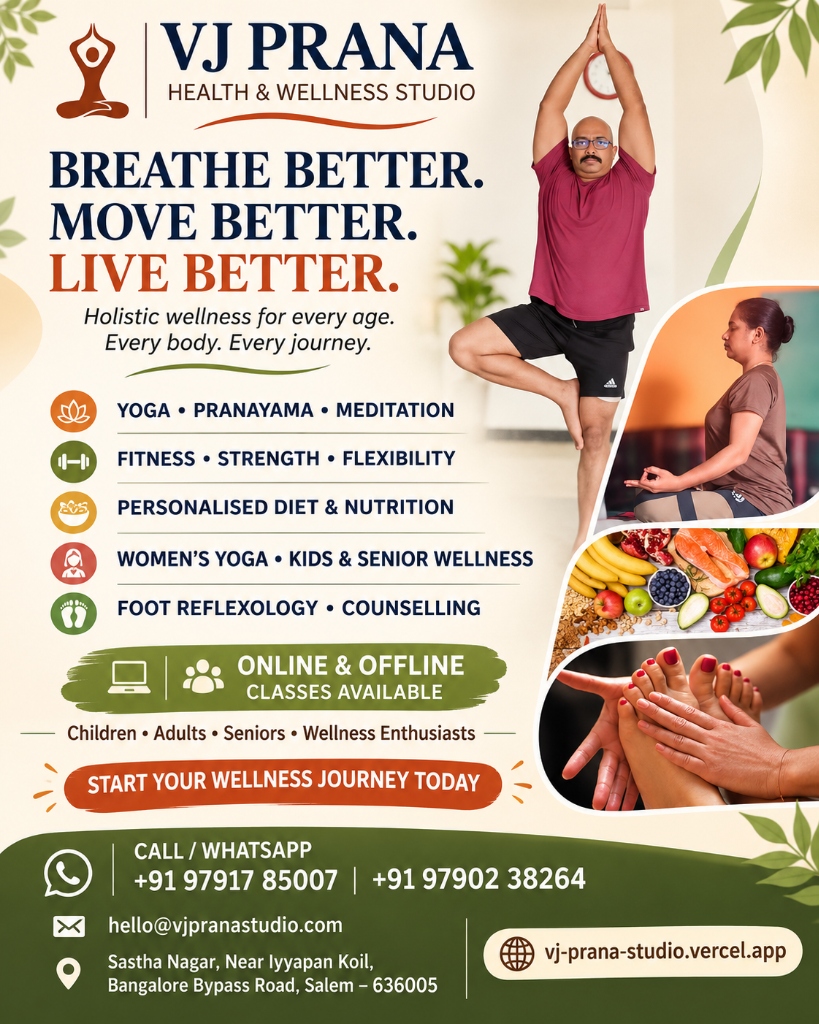 VJ PRANA
HEALTH & WELLNESS STUDIO
BREATHE BETTER.
MOVE BETTER.
LIVE BETTER.
Holistic wellness for every age.
Every body. Every journey.
YOGA • PRANAYAMA • MEDITATION
FITNESS • STRENGTH • FLEXIBILITY
PERSONALISED DIET & NUTRITION
WOMEN'S YOGA • KIDS & SENIOR WELLNESS
FOOT REFLEXOLOGY • COUNSELLING
ONLINE & OFFLINE
CLASSES AVAILABLE
Children • Adults • Seniors • Wellness Enthusiasts
START YOUR WELLNESS JOURNEY TODAY
CALL / WHATSAPP
+91 97917 85007 | +91 97902 38264
hello@vjpranastudio.com
Sastha Nagar, Near Iyyapan Koil,
Bangalore Bypass Road, Salem – 636005
vj-prana-studio.vercel.app